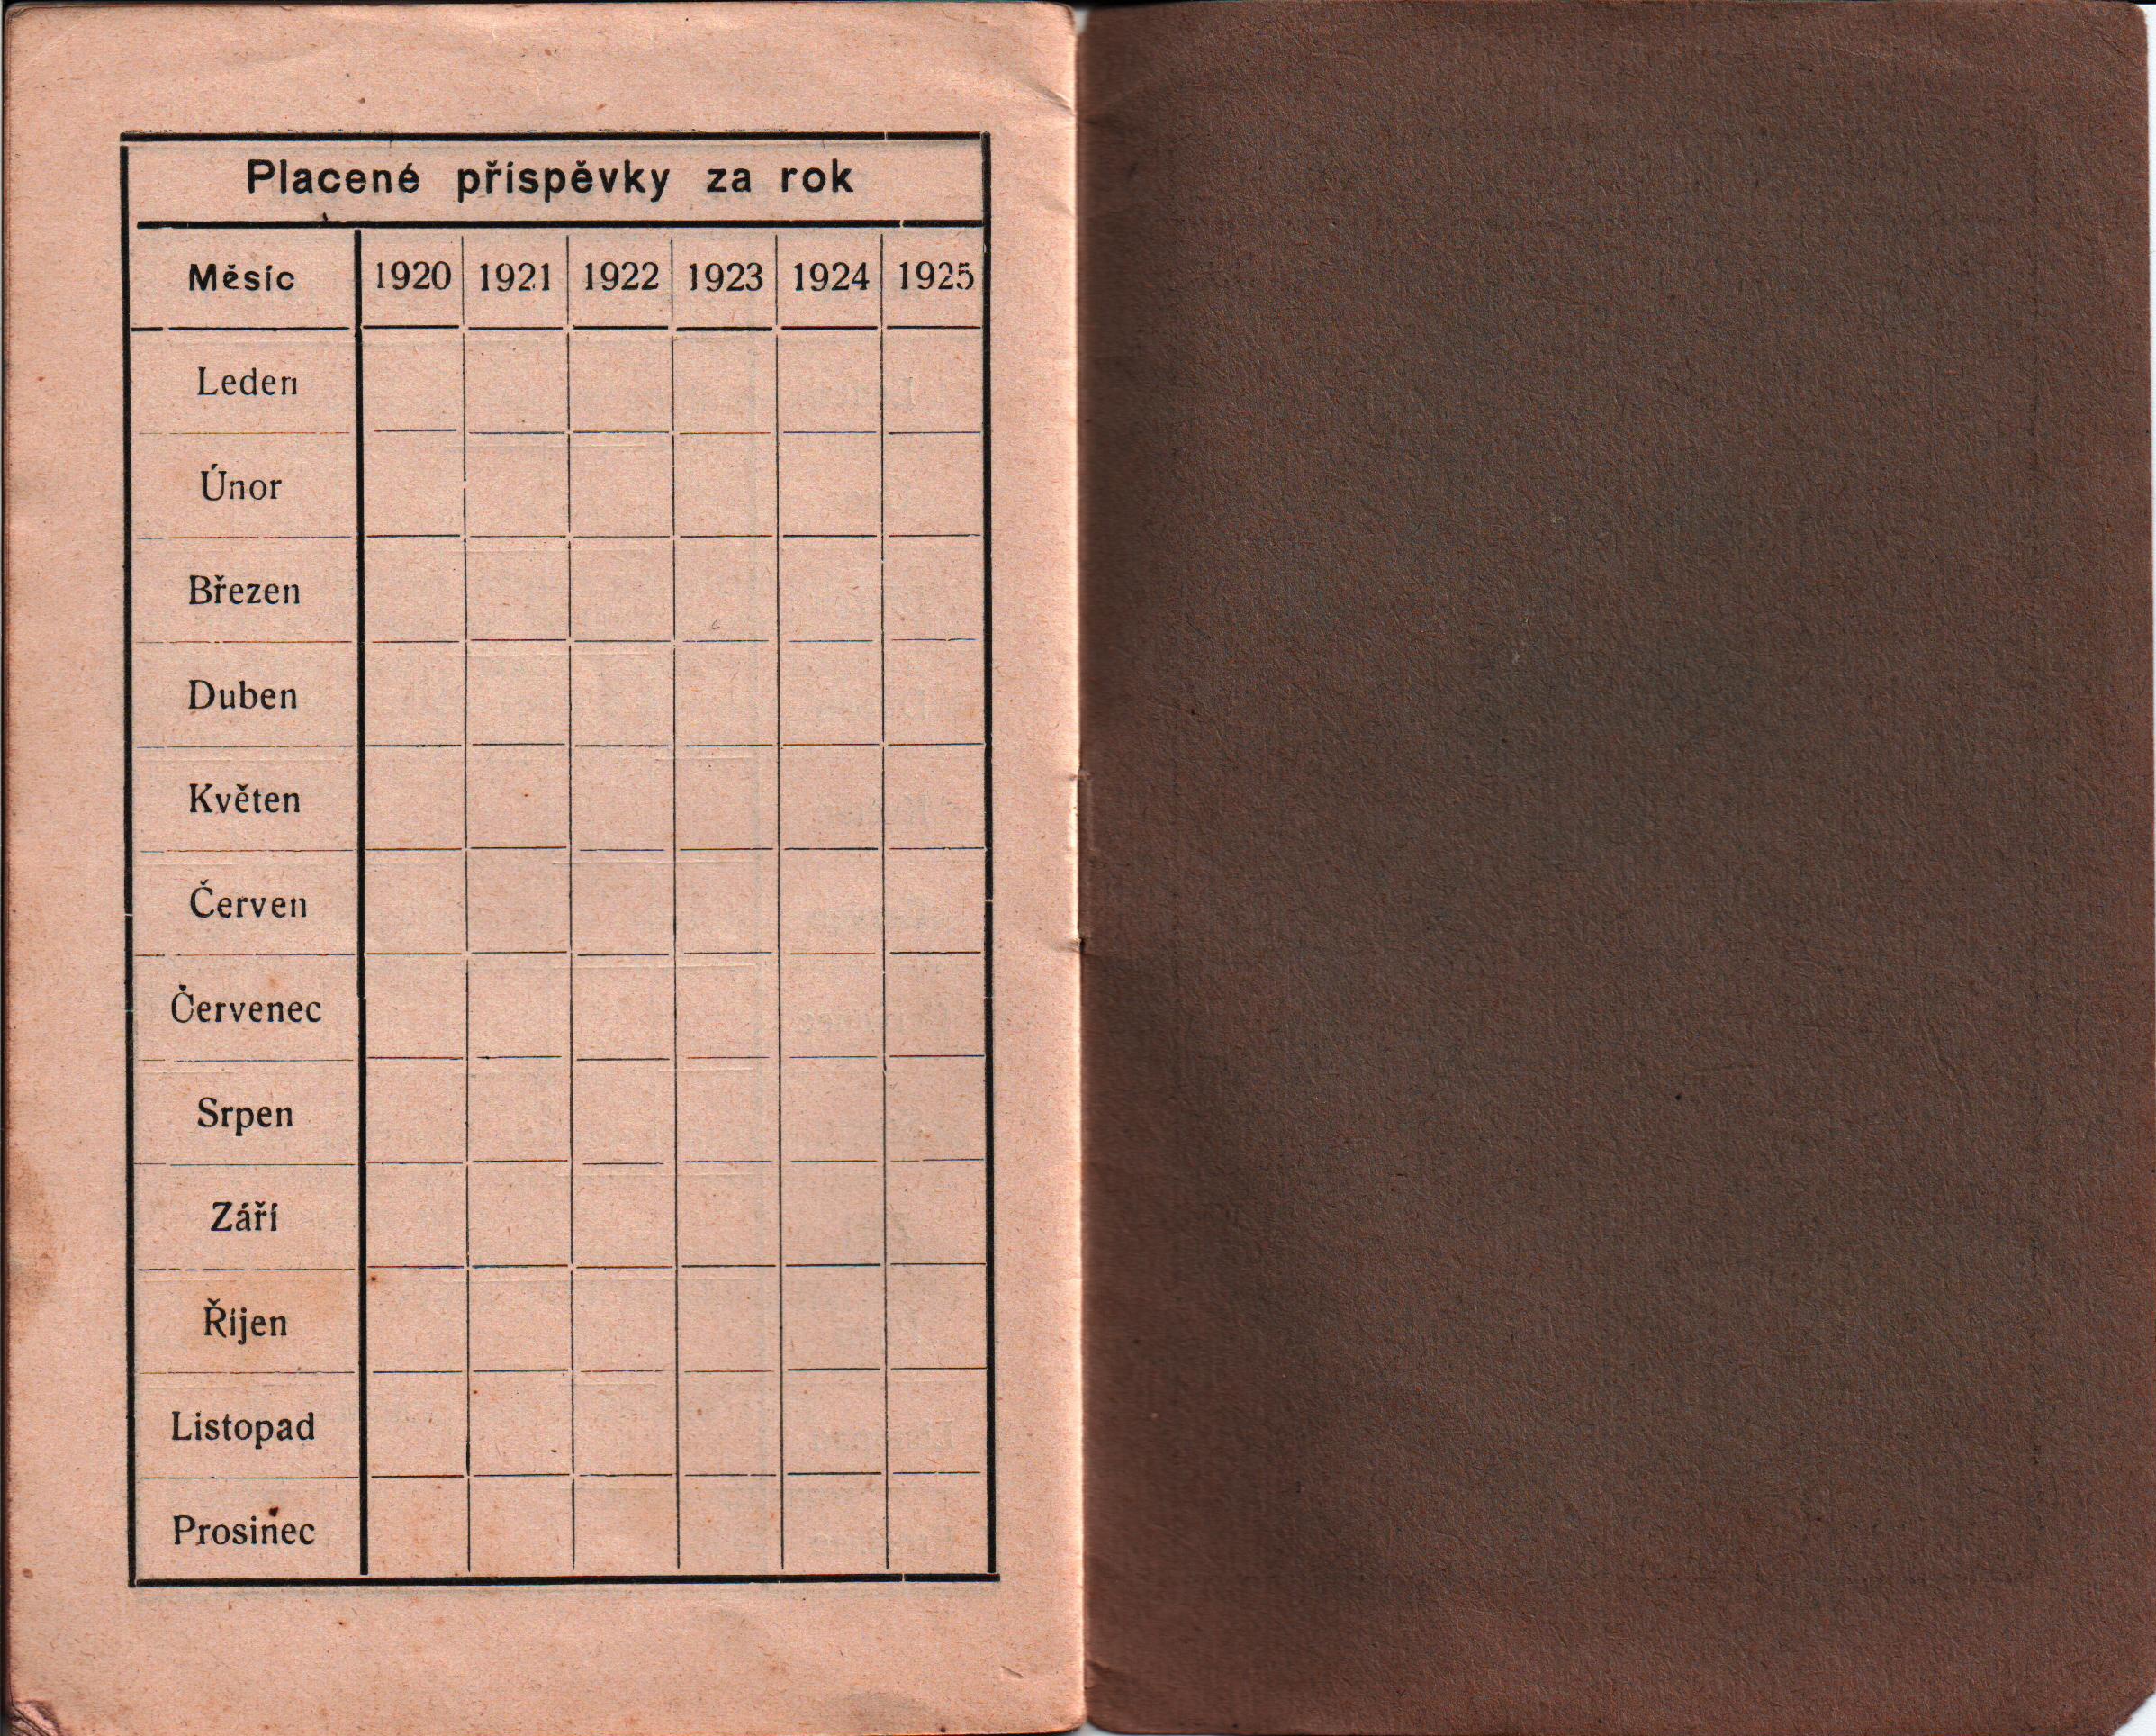 Placené příspěvky za rok
Měsíc 1920 1921 1922 1923 1924 1925
Leden
Únor
Březen
Duben
Květen
Červen
Červenec
Srpen
Září
Říjen
Listopad
Prosinec